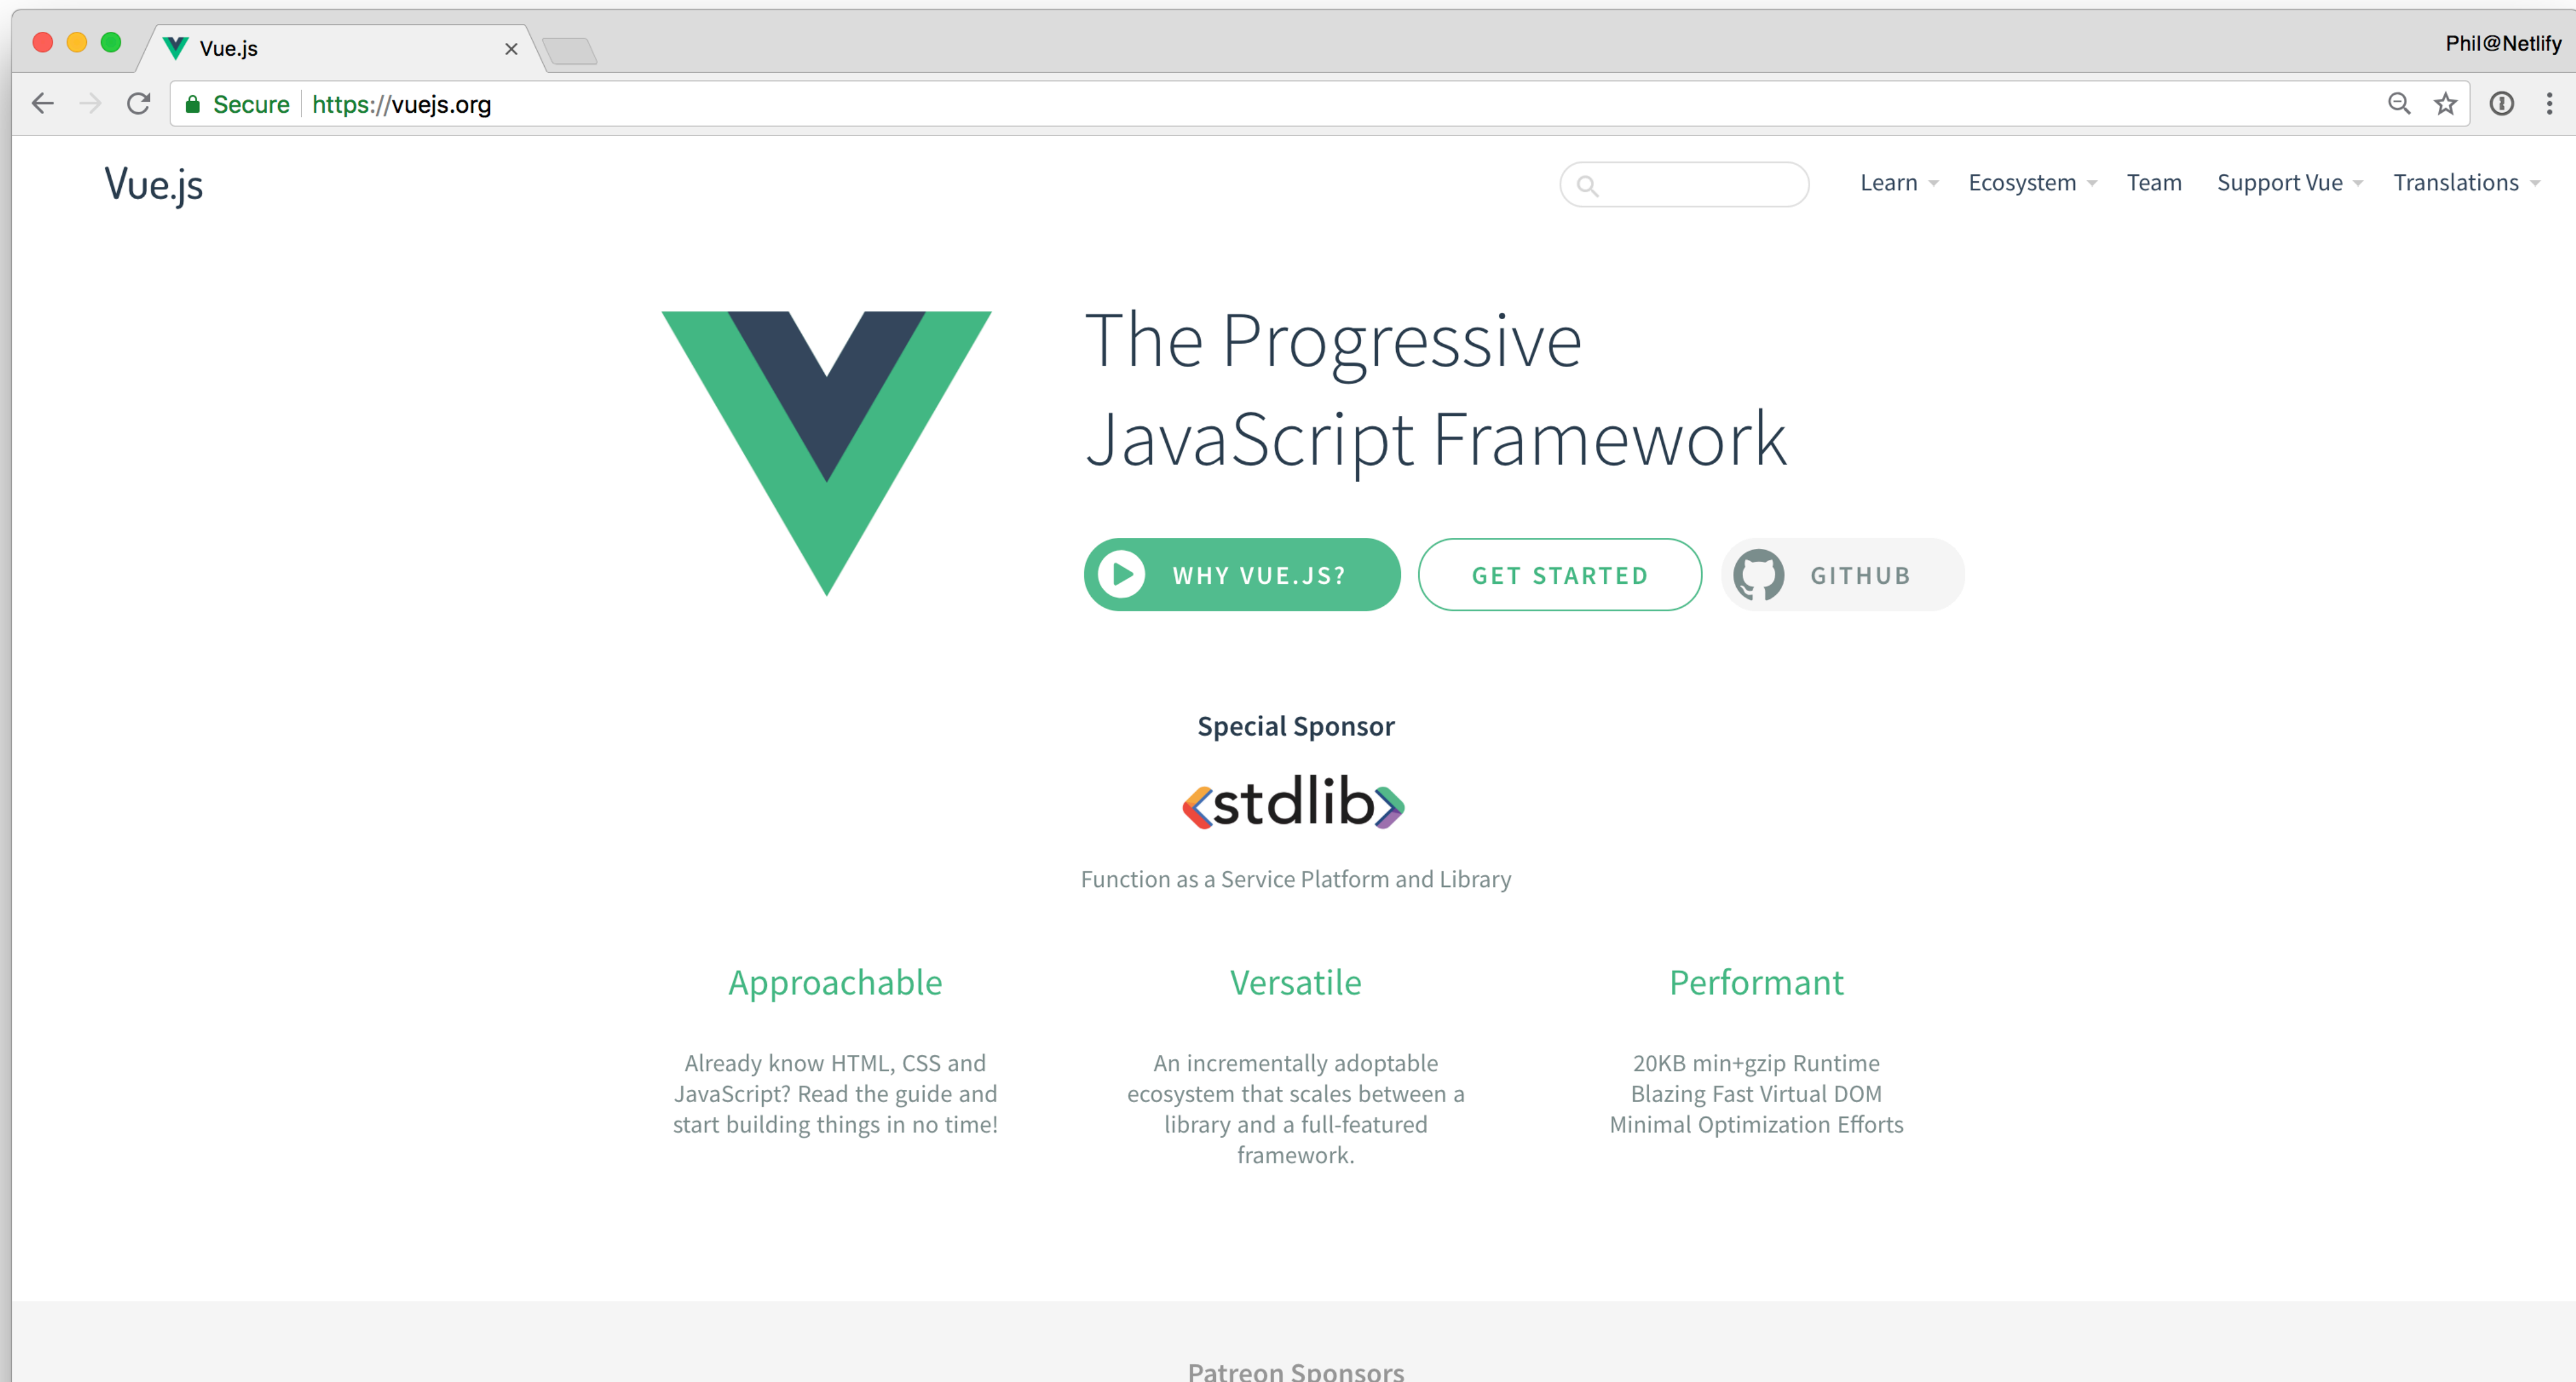 Vue.js
Phil@Netlify
Secure https://vuejs.org
Vue.js
Learn Ecosystem Team Support Vue Translations
The Progressive
JavaScript Framework
WHY VUE.JS? GET STARTED GITHUB
Special Sponsor
<stdlib>
Function as a Service Platform and Library
Approachable
Already know HTML, CSS and
JavaScript? Read the guide and
start building things in no time!
Versatile
An incrementally adoptable
ecosystem that scales between a
library and a full-featured
framework.
Performant
20KB min+gzip Runtime
Blazing Fast Virtual DOM
Minimal Optimization Efforts
Patreon Sponsors